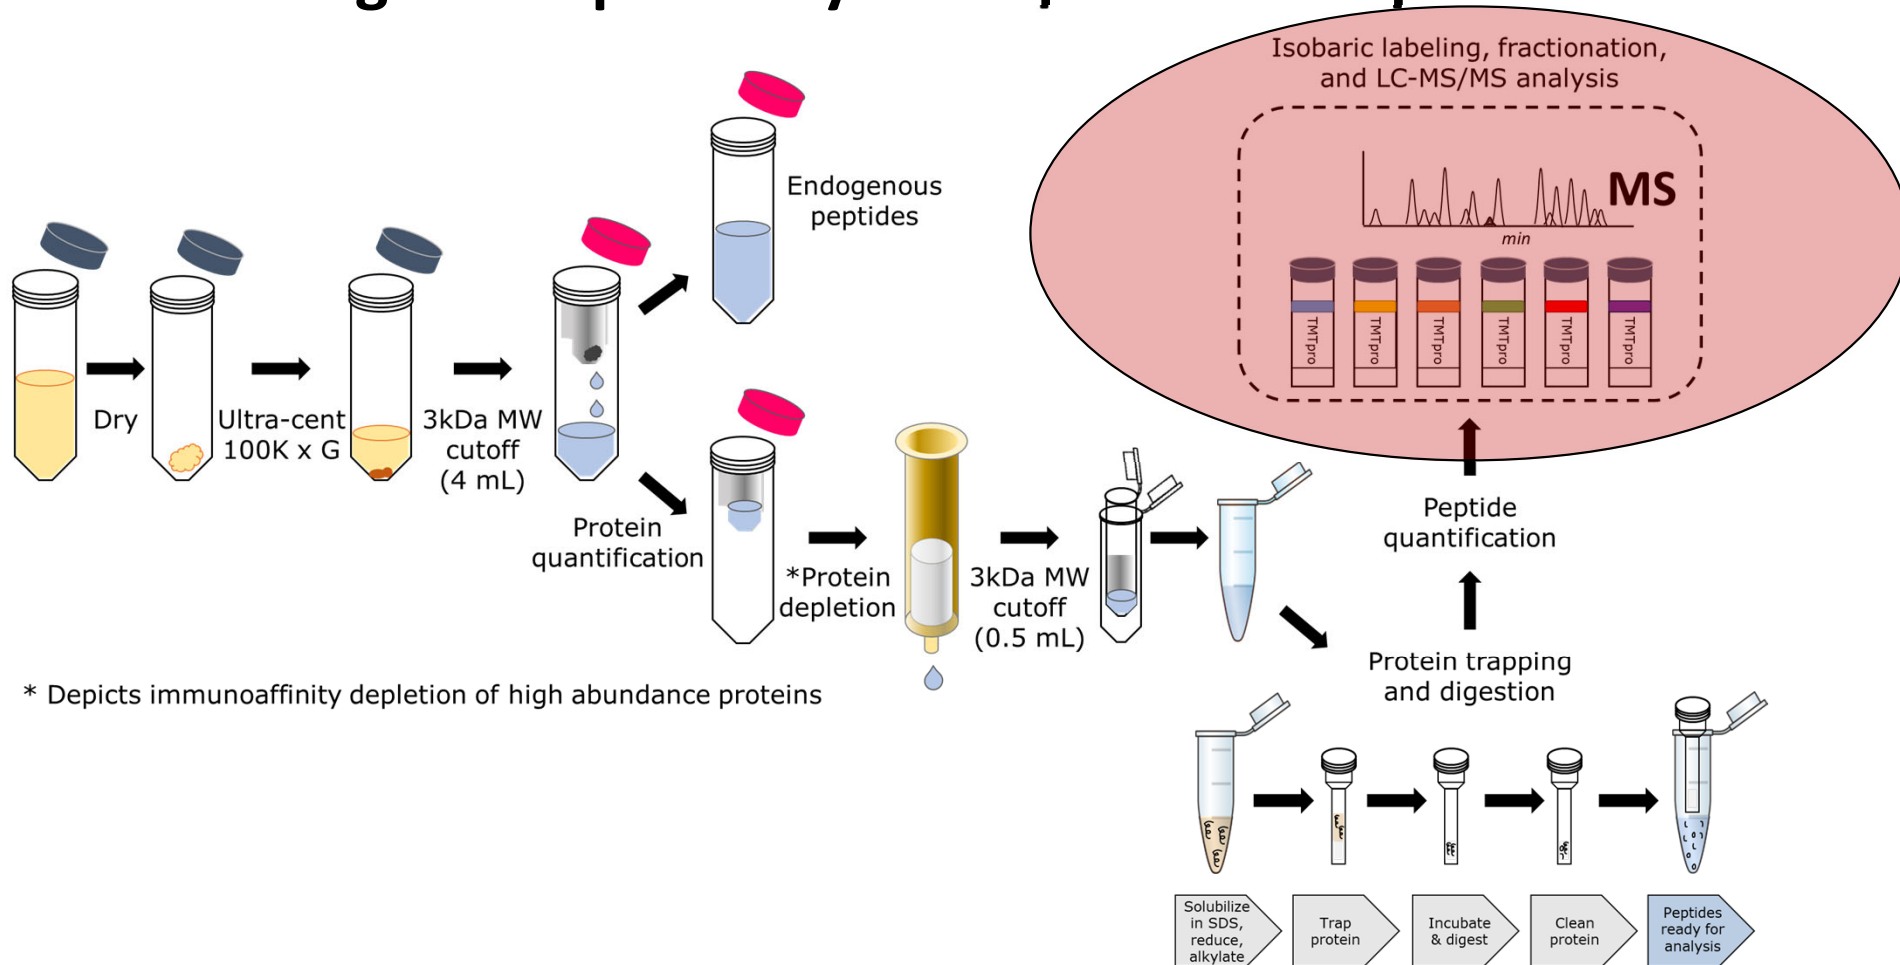 Isobaric labeling, fractionation,
and LC-MS/MS analysis
MS
min
TMTpro
TMTpro
TMTpro
TMTpro
TMTpro
TMTpro
Endogenous
peptides
Dry
Ultra-cent
100K x G
3kDa MW
cutoff
(4 mL)
Protein
quantification
*Protein
depletion
3kDa MW
cutoff
(0.5 mL)
Peptide
quantification
Protein trapping
and digestion
* Depicts immunoaffinity depletion of high abundance proteins
Solubilize
in SDS,
reduce,
alkylate
Trap
protein
Incubate
& digest
Clean
protein
Peptides
ready for
analysis